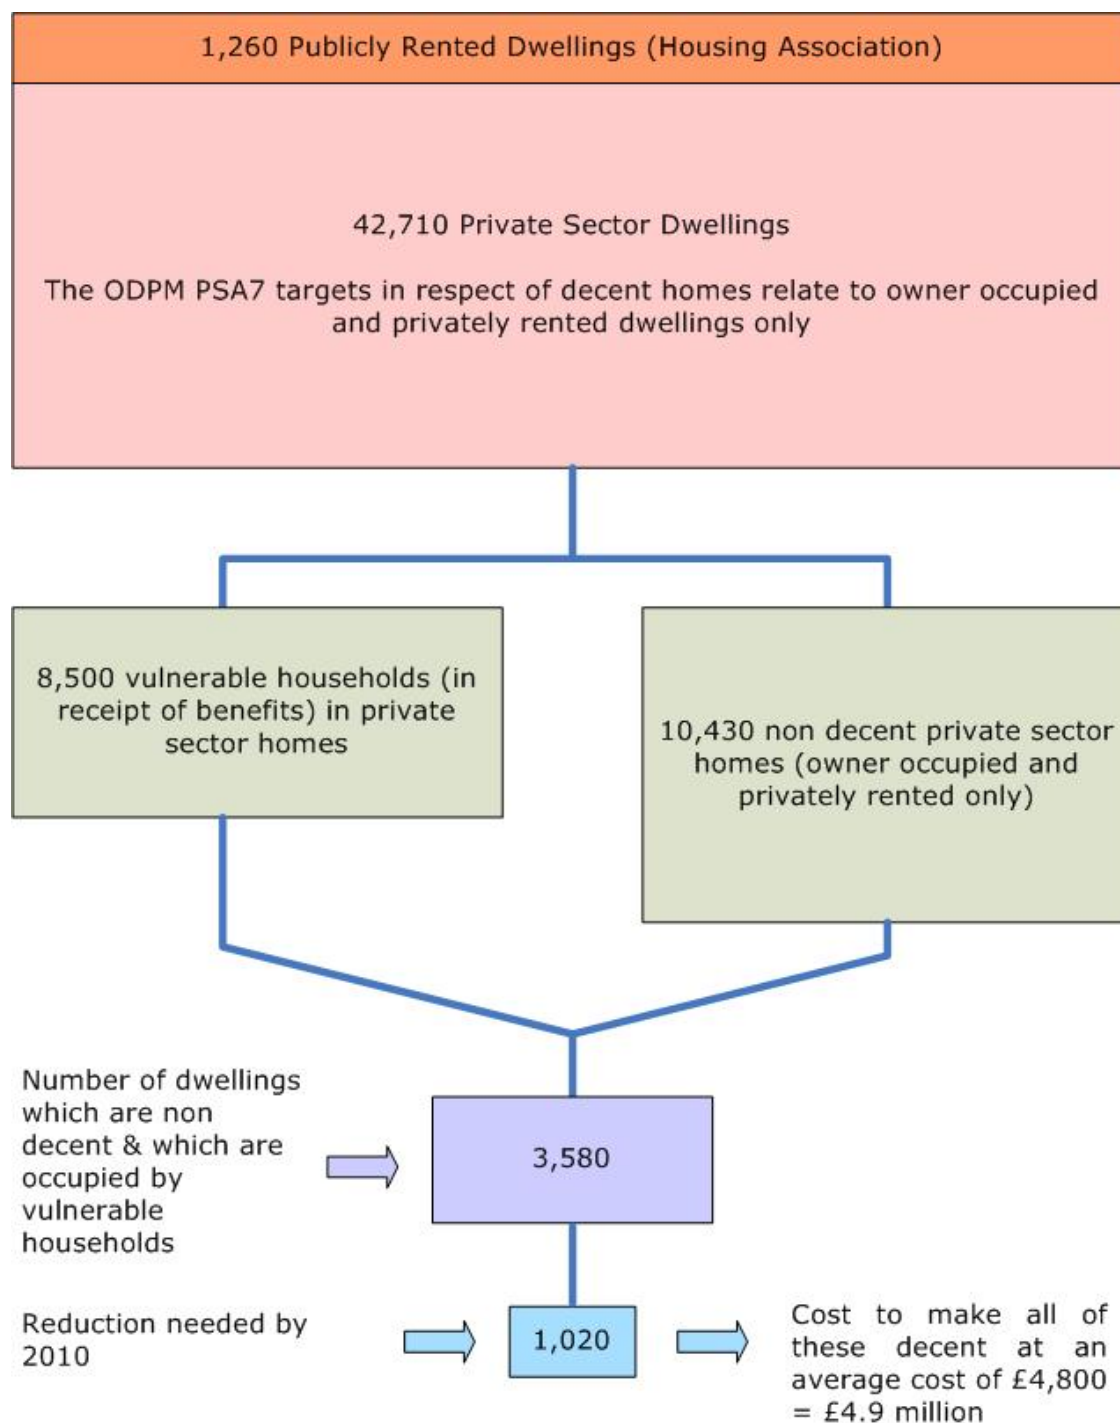 1,260 Publicly Rented Dwellings (Housing Association)
42,710 Private Sector Dwellings
The ODPM PSA7 targets in respect of decent homes relate to owner occupied
and privately rented dwellings only
8,500 vulnerable households (in
receipt of benefits) in private
sector homes
10,430 non decent private sector
homes (owner occupied and
privately rented only)
Number of dwellings
which are non
decent & which are
occupied by
vulnerable
households
3,580
Reduction needed by
2010
1,020
Cost to make all of
these decent at an
average cost of £4,800
= £4.9 million